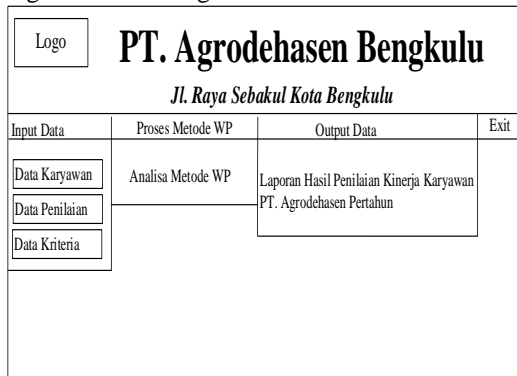 Logo
PT. Agrodehasen Bengkulu
Jl. Raya Sebakul Kota Bengkulu
Input Data
Proses Metode WP
Output Data
Exit
Data Karyawan
Data Penilaian
Data Kriteria
Analisa Metode WP
Laporan Hasil Penilaian Kinerja Karyawan
PT. Agrodehasen Pertahun